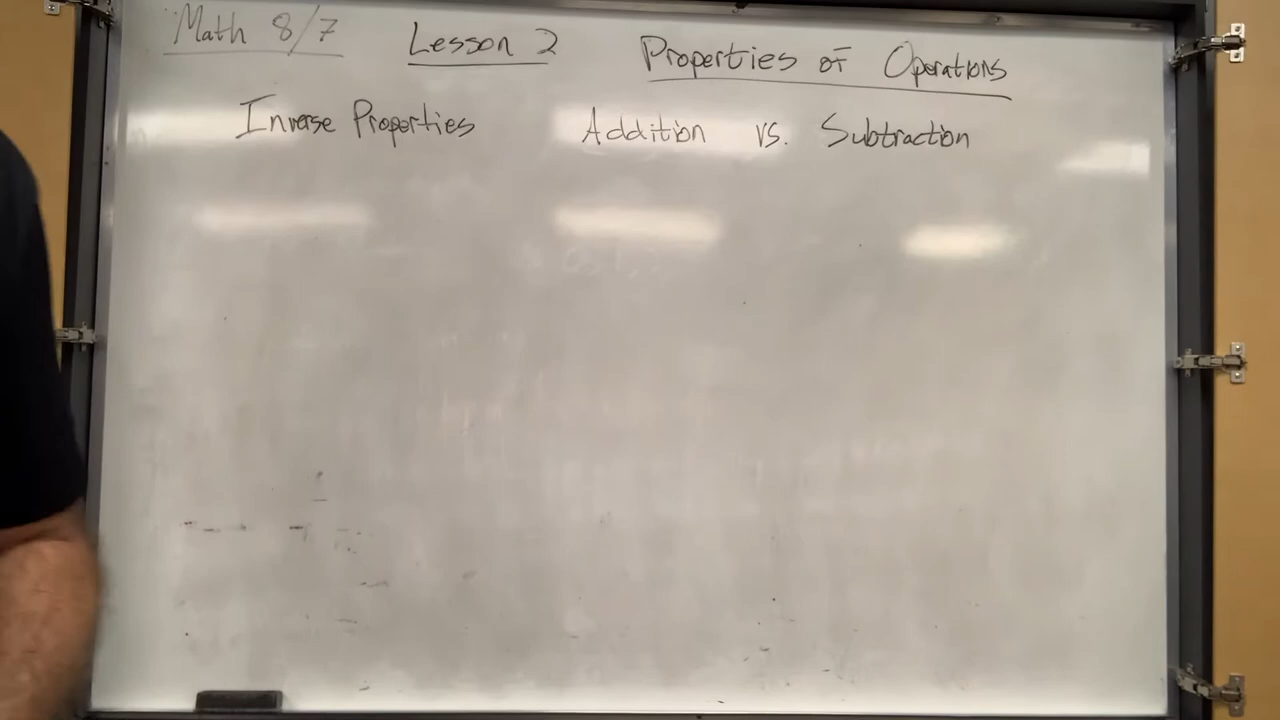 Math 8/7 Lesson 2 Properties of Operations
Inverse Properties Addition vs. Subtraction